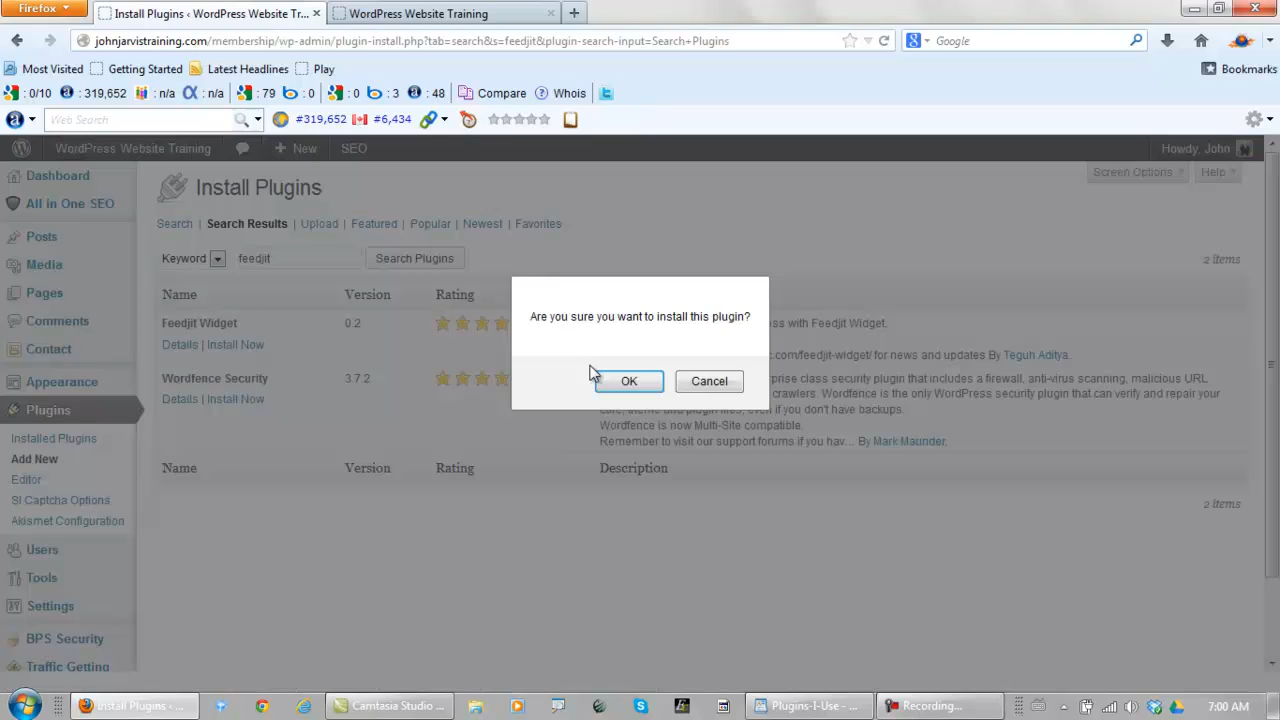 Firefox
Install Plugins ‹ WordPress Website Tr...
WordPress Website Training
johnjarvistraining.com/membership/wp-admin/plugin-install.php?tab=search&s=feedjit&plugin-search-input=Search+Plugins
Google
Most Visited
Getting Started
Latest Headlines
Play
Bookmarks
: 0/10
: 319,652
: n/a
: n/a
: 79
: 0
: 0
: 3
: 48
Compare
Whois
Web Search
#319,652
#6,434
WordPress Website Training
+ New
SEO
Howdy, John
Dashboard
All in One SEO
Posts
Media
Pages
Comments
Contact
Appearance
Plugins
Installed Plugins
Add New
Editor
SI Captcha Options
Akismet Configuration
Users
Tools
Settings
BPS Security
Traffic Getting
Install Plugins
Screen Options
Help
Search | Search Results | Upload | Featured | Popular | Newest | Favorites
Keyword
feedjit
Search Plugins
2 items
Name Version Rating
Feedjit Widget 0.2
ss with Feedjit Widget.
Details | Install Now
.com/feedjit-widget/ for news and updates By Teguh Aditya.
Wordfence Security 3.7.2
rprise class security plugin that includes a firewall, anti-virus scanning, malicious URL
Details | Install Now
crawlers. Wordfence is the only WordPress security plugin that can verify and repair your
core, theme and plugin files, even if you don't have backups.
Wordfence is now Multi-Site compatible.
Remember to visit our support forums if you hav... By Mark Maunder.
Name Version Rating Description
2 items
Are you sure you want to install this plugin?
OK
Cancel
Install Plugins - ...
Camtasia Studio ...
Plugins-I-Use - ...
Recording...
7:00 AM